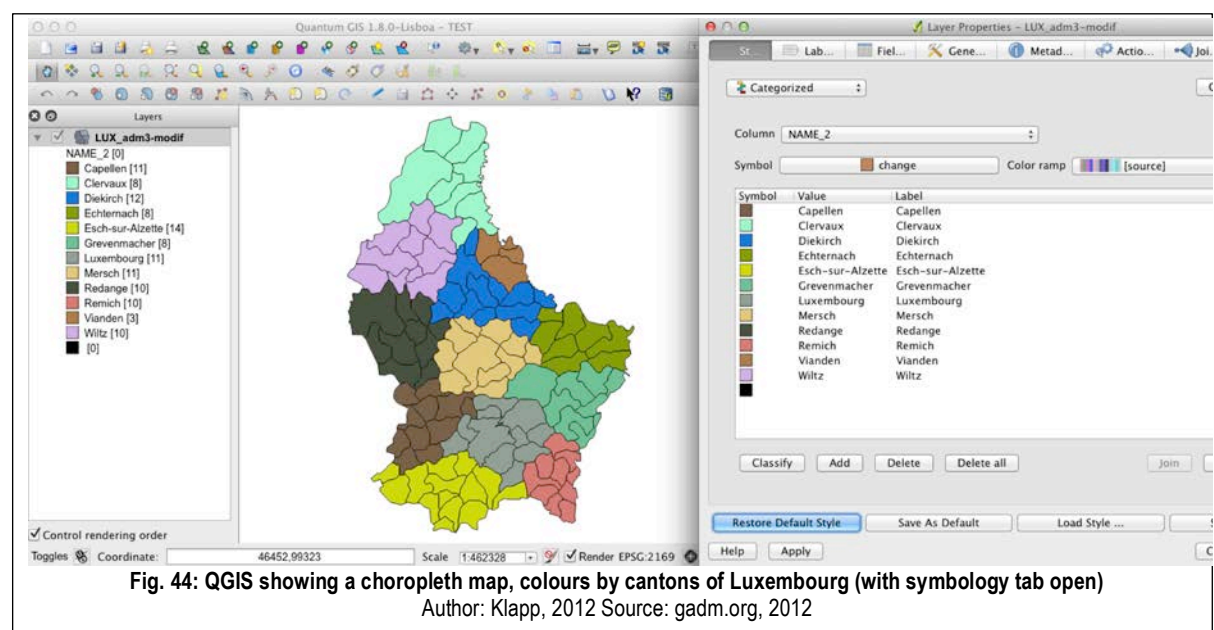 Quantum GIS 1.8.0-Lisboa - TEST
Layers
LUX_adm3-modif
NAME_2 [0]
Capellen [11]
Clervaux [8]
Diekirch [12]
Echternach [8]
Esch-sur-Alzette [14]
Grevenmacher [8]
Luxembourg [11]
Mersch [11]
Redange [10]
Remich [10]
Vianden [3]
Wiltz [10]
[0]
Control rendering order
Toggles Coordinate: 46452,99323 Scale 1:462328 Render EPSG:2169
Layer Properties - LUX_adm3-modif
St... Lab... Fiel... Gene... Metad... Actio... Joi.
Categorized
Column NAME_2
Symbol change Color ramp [source]
Symbol Value Label
Capellen Capellen
Clervaux Clervaux
Diekirch Diekirch
Echternach Echternach
Esch-sur-Alzette Esch-sur-Alzette
Grevenmacher Grevenmacher
Luxembourg Luxembourg
Mersch Mersch
Redange Redange
Remich Remich
Vianden Vianden
Wiltz Wiltz
Classify Add Delete Delete all Join
Restore Default Style Save As Default Load Style ...
Help Apply
Fig. 44: QGIS showing a choropleth map, colours by cantons of Luxembourg (with symbology tab open)
Author: Klapp, 2012 Source: gadm.org, 2012